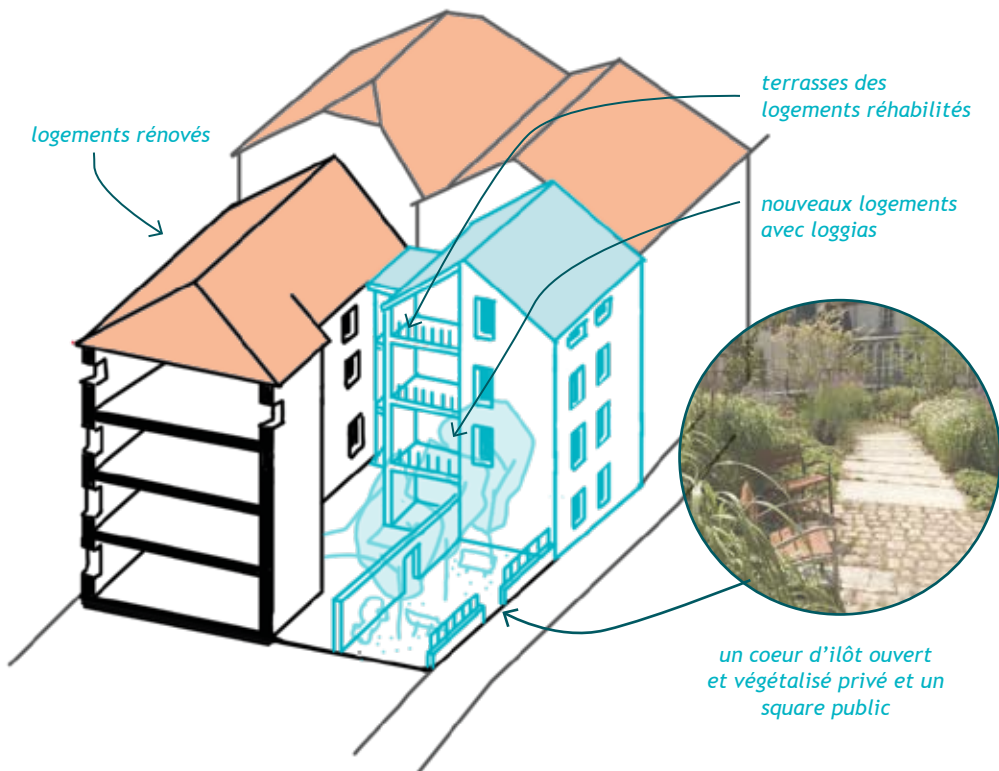 terrasses des
logements réhabilités
logements rénovés
nouveaux logements
avec loggias
un coeur d'ilôt ouvert
et végétalisé privé et un
square public